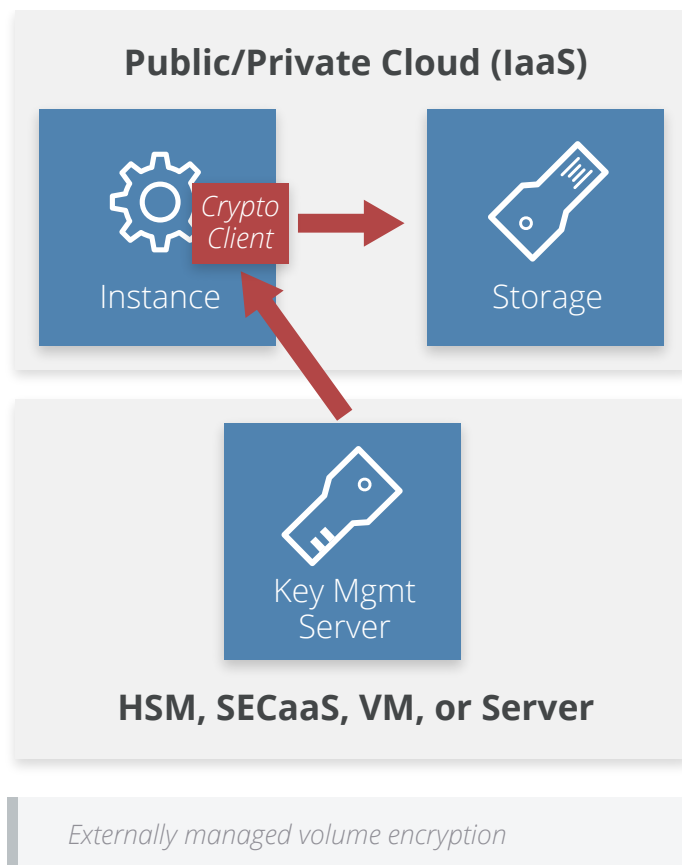 Public/Private Cloud (IaaS)
Crypto
Client
Instance
Storage
Key Mgmt
Server
HSM, SECaaS, VM, or Server
Externally managed volume encryption